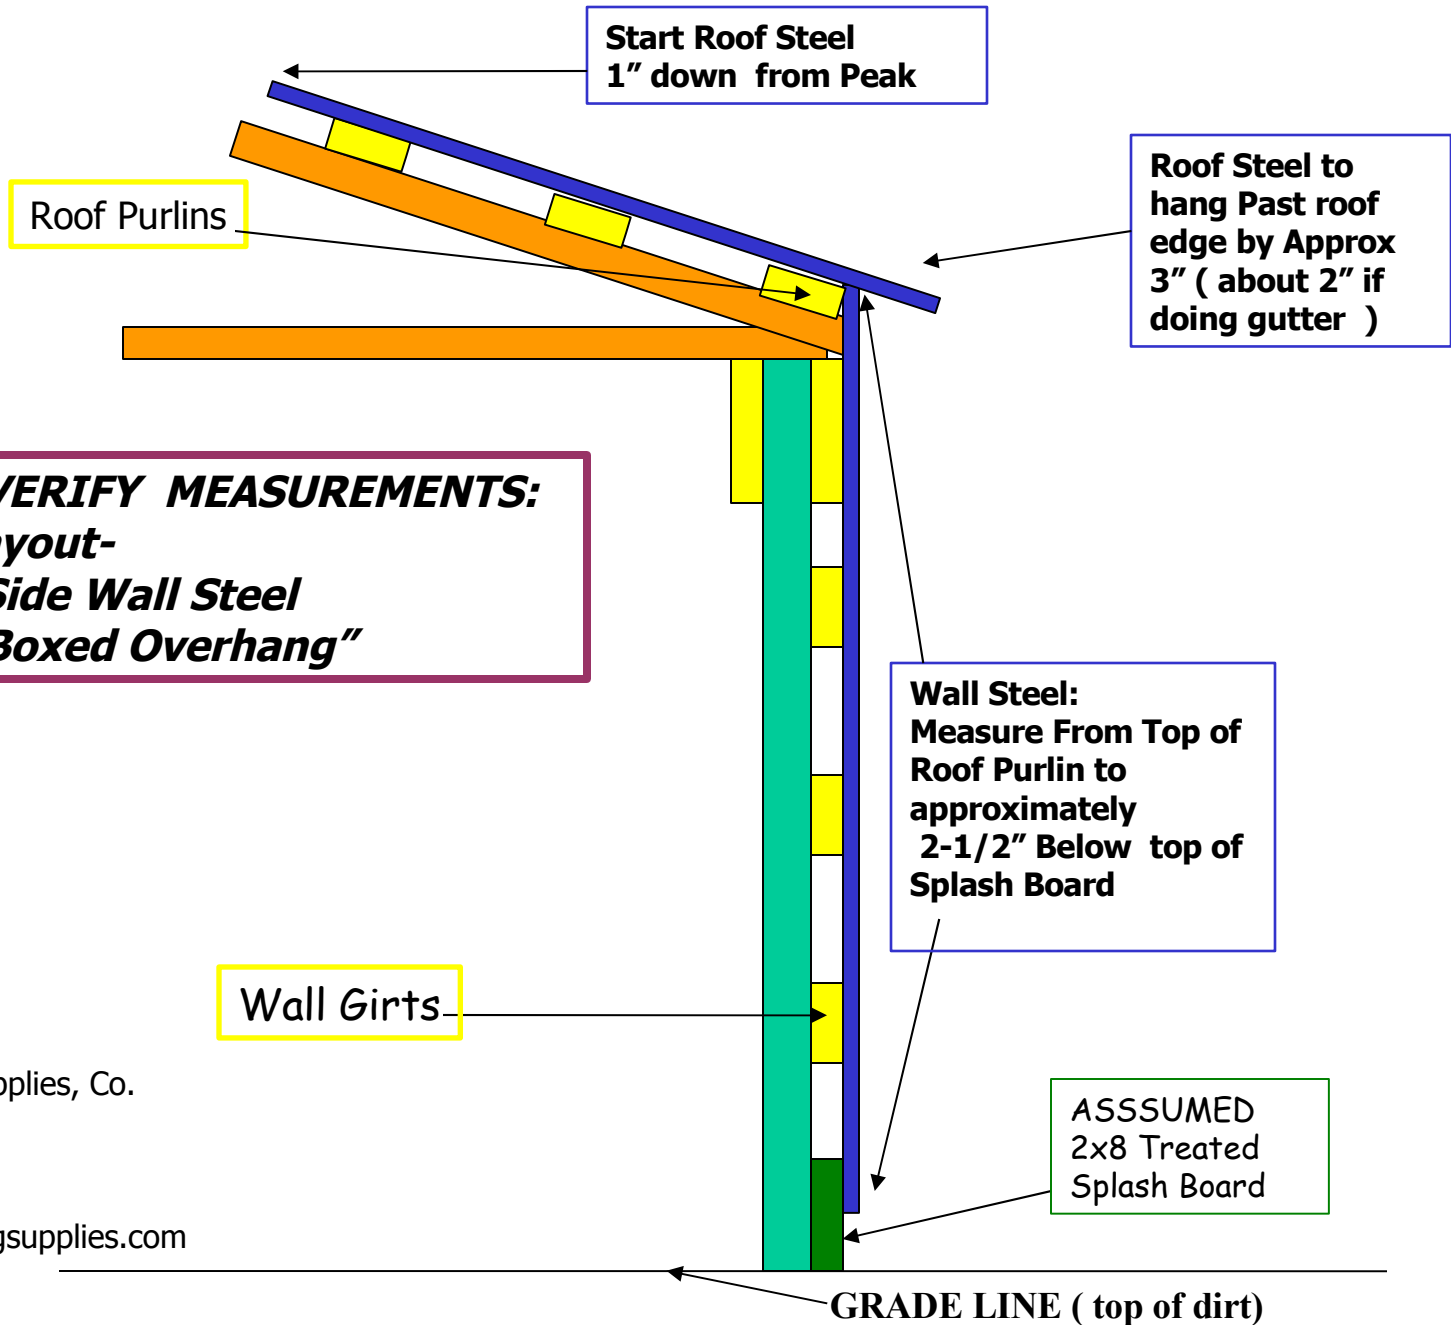 Start Roof Steel
1” down from Peak
Roof Steel to
hang Past roof
edge by Approx
3” ( about 2” if
doing gutter )
Roof Purlins
VERIFY MEASUREMENTS:
ayout-
Side Wall Steel
Boxed Overhang”
Wall Steel:
Measure From Top of
Roof Purlin to
approximately
2-1/2” Below top of
Splash Board
Wall Girts
pplies, Co.
ASSSUMED
2x8 Treated
Splash Board
gsupplies.com
GRADE LINE ( top of dirt)